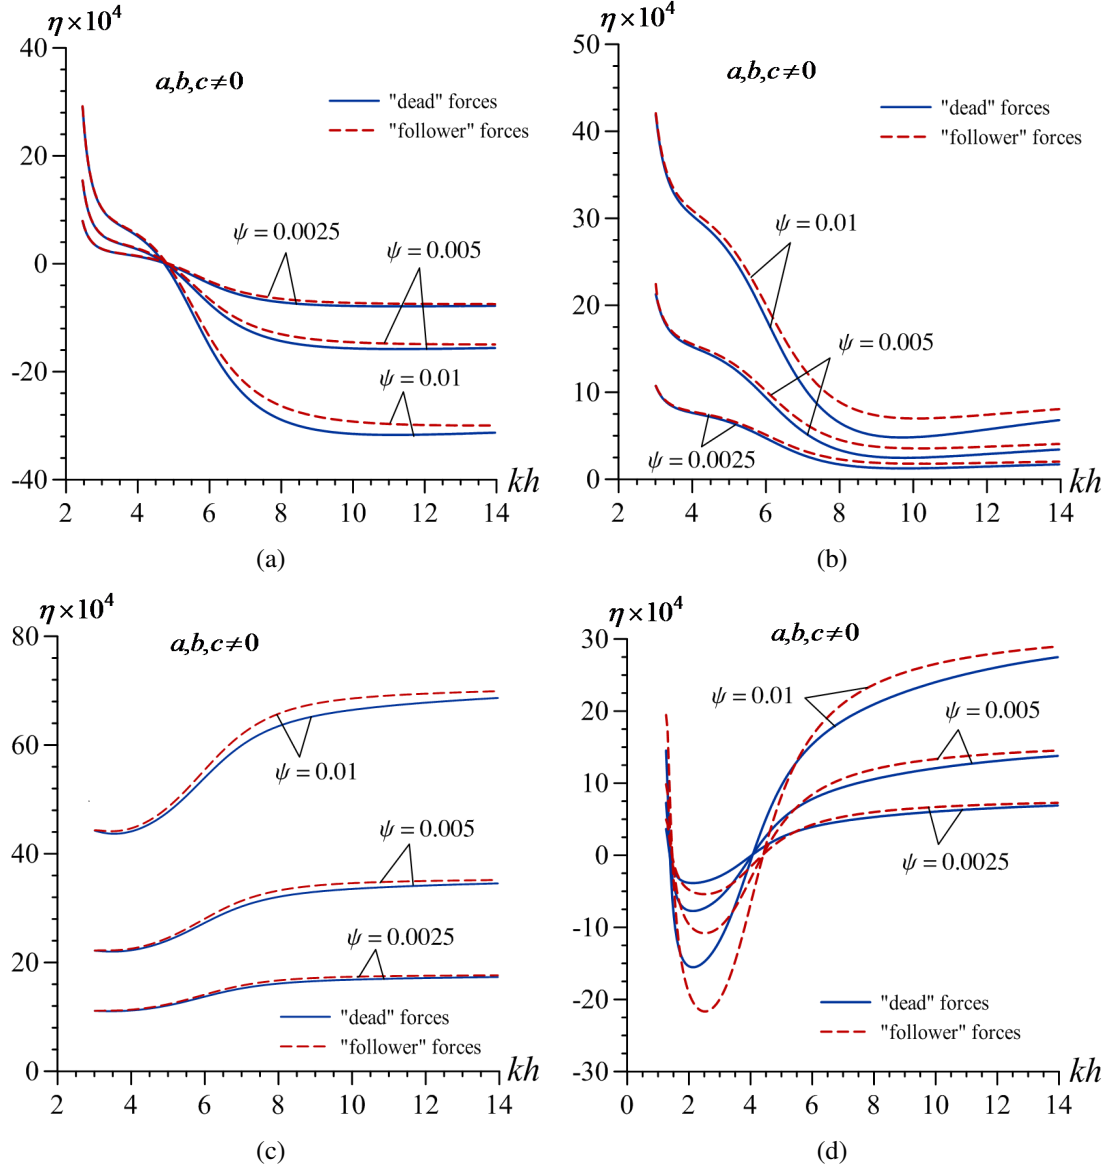 η×10⁴
40
20
0
-20
-40
2 4 6 8 10 12 14
kh
a,b,c≠0
"dead" forces
"follower" forces
ψ = 0.0025
ψ = 0.005
ψ = 0.01
(a)
η×10⁴
50
40
30
20
10
0
2 4 6 8 10 12 14
kh
a,b,c≠0
"dead" forces
"follower" forces
ψ = 0.01
ψ = 0.005
ψ = 0.0025
(b)
η×10⁴
80
60
40
20
0
2 4 6 8 10 12 14
kh
a,b,c≠0
ψ = 0.01
ψ = 0.005
ψ = 0.0025
"dead" forces
"follower" forces
(c)
η×10⁴
30
20
10
0
-10
-20
-30
0 2 4 6 8 10 12 14
kh
a,b,c≠0
ψ = 0.01
ψ = 0.005
ψ = 0.0025
"dead" forces
"follower" forces
(d)